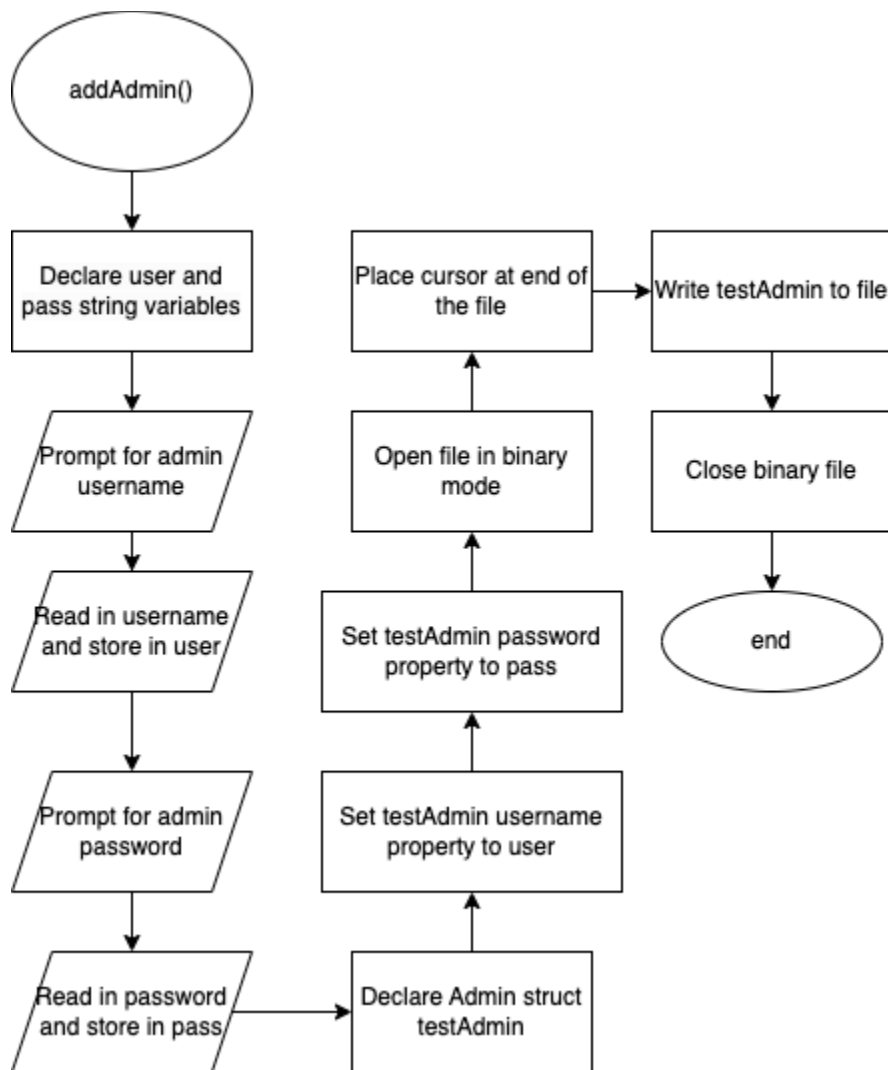 addAdmin()
Declare user and
pass string variables
Prompt for admin
username
Read in username
and store in user
Prompt for admin
password
Read in password
and store in pass
Declare Admin struct
testAdmin
Set testAdmin username
property to user
Set testAdmin password
property to pass
Open file in binary
mode
Place cursor at end of
the file
Write testAdmin to file
Close binary file
end